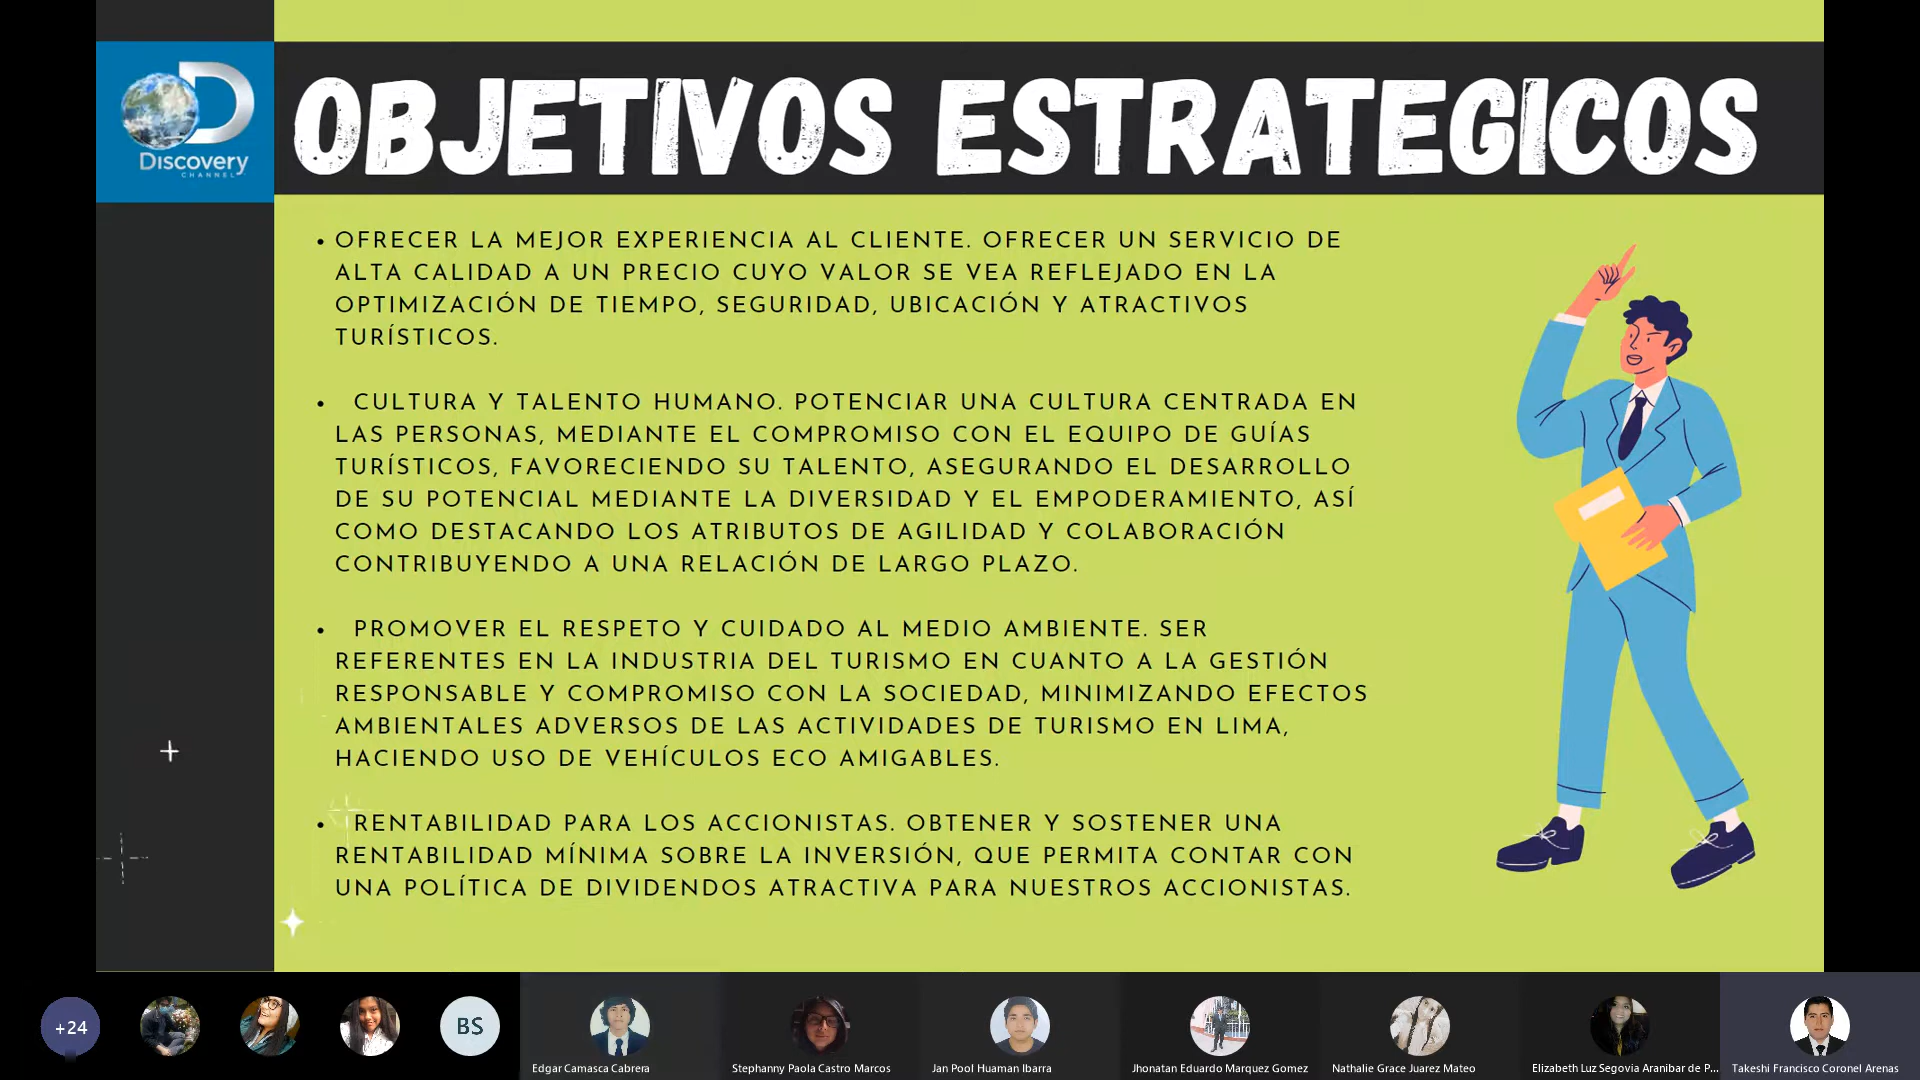 Discovery
CHANNEL
OBJETIVOS ESTRATEGICOS
• OFRECER LA MEJOR EXPERIENCIA AL CLIENTE. OFRECER UN SERVICIO DE
ALTA CALIDAD A UN PRECIO CUYO VALOR SE VEA REFLEJADO EN LA
OPTIMIZACIÓN DE TIEMPO, SEGURIDAD, UBICACIÓN Y ATRACTIVOS
TURÍSTICOS.
• CULTURA Y TALENTO HUMANO. POTENCIAR UNA CULTURA CENTRADA EN
LAS PERSONAS, MEDIANTE EL COMPROMISO CON EL EQUIPO DE GUÍAS
TURÍSTICOS, FAVORECIENDO SU TALENTO, ASEGURANDO EL DESARROLLO
DE SU POTENCIAL MEDIANTE LA DIVERSIDAD Y EL EMPODERAMIENTO, ASÍ
COMO DESTACANDO LOS ATRIBUTOS DE AGILIDAD Y COLABORACIÓN
CONTRIBUYENDO A UNA RELACIÓN DE LARGO PLAZO.
• PROMOVER EL RESPETO Y CUIDADO AL MEDIO AMBIENTE. SER
REFERENTES EN LA INDUSTRIA DEL TURISMO EN CUANTO A LA GESTIÓN
RESPONSABLE Y COMPROMISO CON LA SOCIEDAD, MINIMIZANDO EFECTOS
AMBIENTALES ADVERSOS DE LAS ACTIVIDADES DE TURISMO EN LIMA,
HACIENDO USO DE VEHÍCULOS ECO AMIGABLES.
• RENTABILIDAD PARA LOS ACCIONISTAS. OBTENER Y SOSTENER UNA
RENTABILIDAD MÍNIMA SOBRE LA INVERSIÓN, QUE PERMITA CONTAR CON
UNA POLÍTICA DE DIVIDENDOS ATRACTIVA PARA NUESTROS ACCIONISTAS.
+24
BS
Edgar Camasca Cabrera
Stephanny Paola Castro Marcos
Jan Pool Huaman Ibarra
Jhonatan Eduardo Marquez Gomez
Nathalie Grace Juarez Mateo
Elizabeth Luz Segovia Aranibar de P...
Takeshi Francisco Coronel Arenas